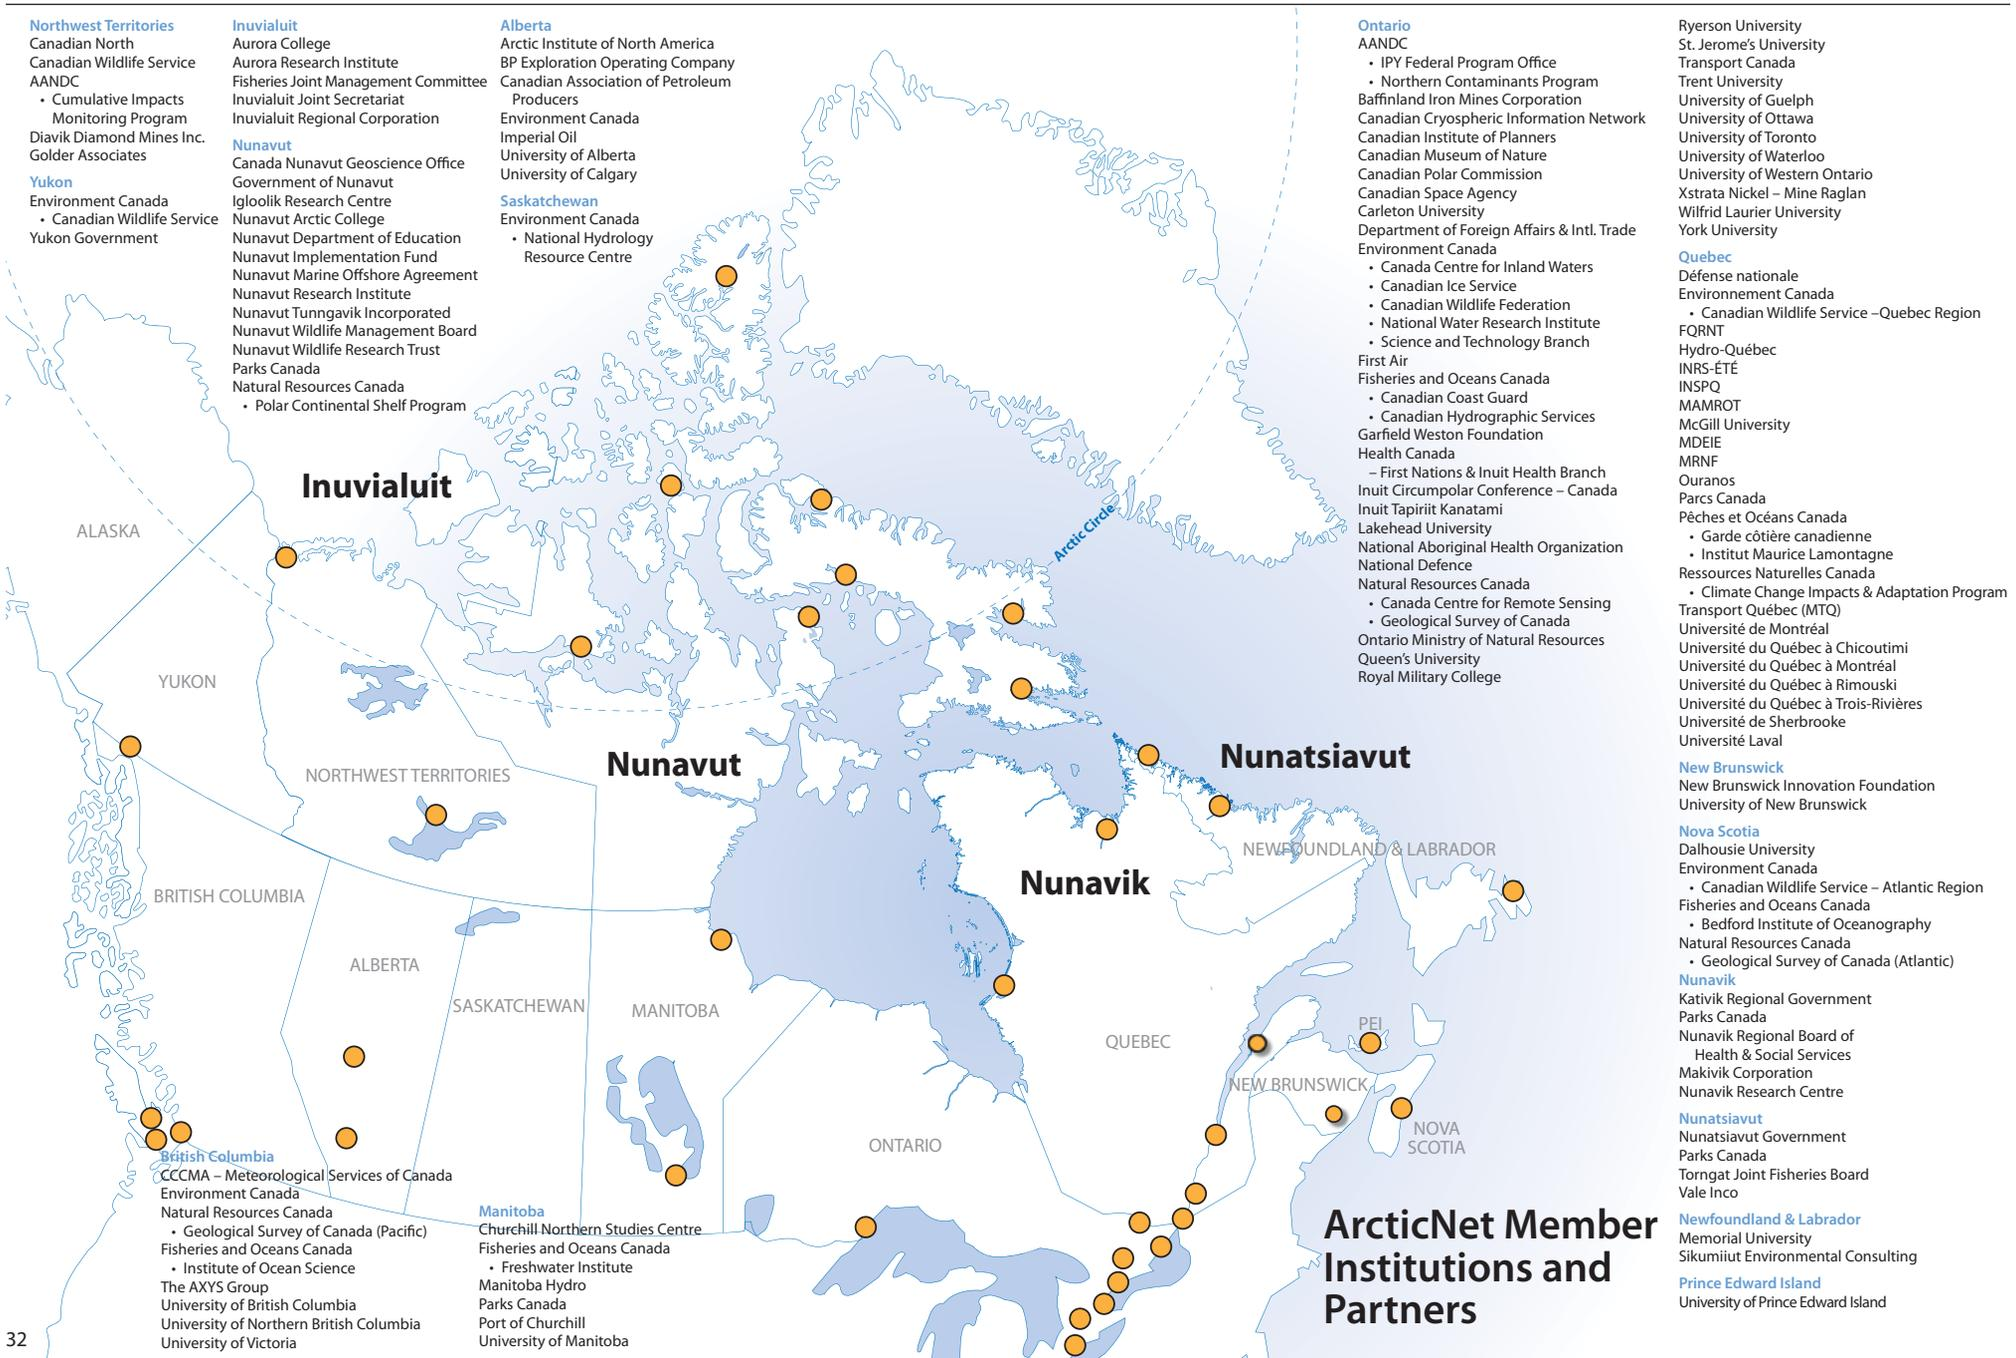 Northwest Territories
Canadian North
Canadian Wildlife Service
AANDC
• Cumulative Impacts
Monitoring Program
Diavik Diamond Mines Inc.
Golder Associates
Yukon
Environment Canada
• Canadian Wildlife Service
Yukon Government
Inuvialuit
Aurora College
Aurora Research Institute
Fisheries Joint Management Committee
Inuvialuit Joint Secretariat
Inuvialuit Regional Corporation
Nunavut
Canada Nunavut Geoscience Office
Government of Nunavut
Igloolik Research Centre
Nunavut Arctic College
Nunavut Department of Education
Nunavut Implementation Fund
Nunavut Marine Offshore Agreement
Nunavut Research Institute
Nunavut Tunngavik Incorporated
Nunavut Wildlife Management Board
Nunavut Wildlife Research Trust
Parks Canada
Natural Resources Canada
• Polar Continental Shelf Program
Alberta
Arctic Institute of North America
BP Exploration Operating Company
Canadian Association of Petroleum
Producers
Environment Canada
Imperial Oil
University of Alberta
University of Calgary
Saskatchewan
Environment Canada
• National Hydrology
Resource Centre
Ontario
AANDC
• IPY Federal Program Office
• Northern Contaminants Program
Baffinland Iron Mines Corporation
Canadian Cryospheric Information Network
Canadian Institute of Planners
Canadian Museum of Nature
Canadian Polar Commission
Canadian Space Agency
Carleton University
Department of Foreign Affairs & Intl. Trade
Environment Canada
• Canada Centre for Inland Waters
• Canadian Ice Service
• Canadian Wildlife Federation
• National Water Research Institute
• Science and Technology Branch
First Air
Fisheries and Oceans Canada
• Canadian Coast Guard
• Canadian Hydrographic Services
Garfield Weston Foundation
Health Canada
– First Nations & Inuit Health Branch
Inuit Circumpolar Conference – Canada
Inuit Tapiriit Kanatami
Lakehead University
National Aboriginal Health Organization
National Defence
Natural Resources Canada
• Canada Centre for Remote Sensing
• Geological Survey of Canada
Ontario Ministry of Natural Resources
Queen's University
Royal Military College
Ryerson University
St. Jerome's University
Transport Canada
Trent University
University of Guelph
University of Ottawa
University of Toronto
University of Waterloo
University of Western Ontario
Xstrata Nickel – Mine Raglan
Wilfrid Laurier University
York University
Quebec
Défense nationale
Environnement Canada
• Canadian Wildlife Service –Quebec Region
FQRNT
Hydro-Québec
INRS-ÉTÉ
INSPQ
MAMROT
McGill University
MDEIE
MRNF
Ouranos
Parcs Canada
Pêches et Océans Canada
• Garde côtière canadienne
• Institut Maurice Lamontagne
Ressources Naturelles Canada
• Climate Change Impacts & Adaptation Program
Transport Québec (MTQ)
Université de Montréal
Université du Québec à Chicoutimi
Université du Québec à Montréal
Université du Québec à Rimouski
Université du Québec à Trois-Rivières
Université de Sherbrooke
Université Laval
New Brunswick
New Brunswick Innovation Foundation
University of New Brunswick
Nova Scotia
Dalhousie University
Environment Canada
• Canadian Wildlife Service – Atlantic Region
Fisheries and Oceans Canada
• Bedford Institute of Oceanography
Natural Resources Canada
• Geological Survey of Canada (Atlantic)
Nunavik
Kativik Regional Government
Parks Canada
Nunavik Regional Board of
Health & Social Services
Makivik Corporation
Nunavik Research Centre
Nunatsiavut
Nunatsiavut Government
Parks Canada
Torngat Joint Fisheries Board
Vale Inco
Newfoundland & Labrador
Memorial University
Sikumiiut Environmental Consulting
Prince Edward Island
University of Prince Edward Island
Inuvialuit
ALASKA
Arctic Circle
YUKON
NORTHWEST TERRITORIES
Nunavut
Nunatsiavut
NEWFOUNDLAND & LABRADOR
Nunavik
BRITISH COLUMBIA
ALBERTA
SASKATCHEWAN
MANITOBA
QUEBEC
PEI
NEW BRUNSWICK
NOVA
SCOTIA
ONTARIO
British Columbia
CCCMA – Meteorological Services of Canada
Environment Canada
Natural Resources Canada
• Geological Survey of Canada (Pacific)
Fisheries and Oceans Canada
• Institute of Ocean Science
The AXYS Group
University of British Columbia
University of Northern British Columbia
University of Victoria
Manitoba
Churchill Northern Studies Centre
Fisheries and Oceans Canada
• Freshwater Institute
Manitoba Hydro
Parks Canada
Port of Churchill
University of Manitoba
ArcticNet Member
Institutions and
Partners
32